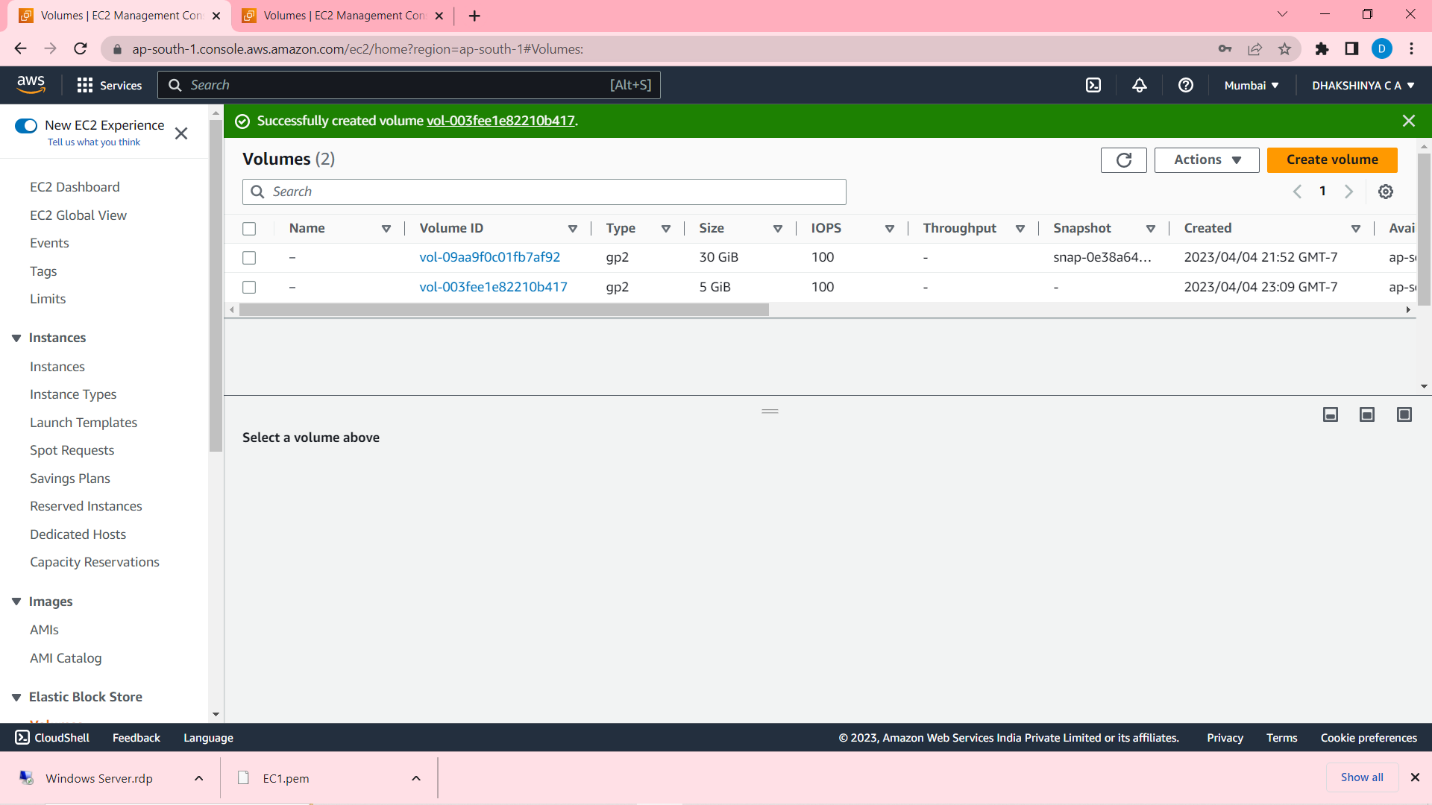 Volumes | EC2 Management Con
Volumes | EC2 Management Con
ap-south-1.console.aws.amazon.com/ec2/home?region=ap-south-1#Volumes:
D
aws
Services
Search
[Alt+S]
Mumbai
DHAKSHINYA C A
New EC2 Experience
Tell us what you think
EC2 Dashboard
EC2 Global View
Events
Tags
Limits
Instances
Instances
Instance Types
Launch Templates
Spot Requests
Savings Plans
Reserved Instances
Dedicated Hosts
Capacity Reservations
Images
AMIs
AMI Catalog
Elastic Block Store
Volumes
Successfully created volume vol-003fee1e82210b417.
Volumes (2)
Actions
Create volume
Search
1
Name Volume ID Type Size IOPS Throughput Snapshot Created Avai
– vol-09aa9f0c01fb7af92 gp2 30 GiB 100 - snap-0e38a64... 2023/04/04 21:52 GMT-7 ap-s
– vol-003fee1e82210b417 gp2 5 GiB 100 - - 2023/04/04 23:09 GMT-7 ap-s
Select a volume above
CloudShell Feedback Language © 2023, Amazon Web Services India Private Limited or its affiliates. Privacy Terms Cookie preferences
Windows Server.rdp
EC1.pem
Show all